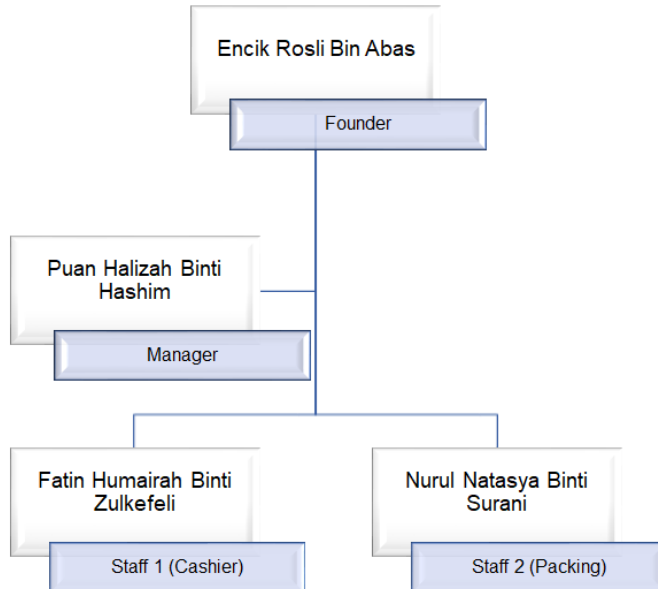 Encik Rosli Bin Abas
Founder
Puan Halizah Binti
Hashim
Manager
Fatin Humairah Binti
Zulkefeli
Staff 1 (Cashier)
Nurul Natasya Binti
Surani
Staff 2 (Packing)